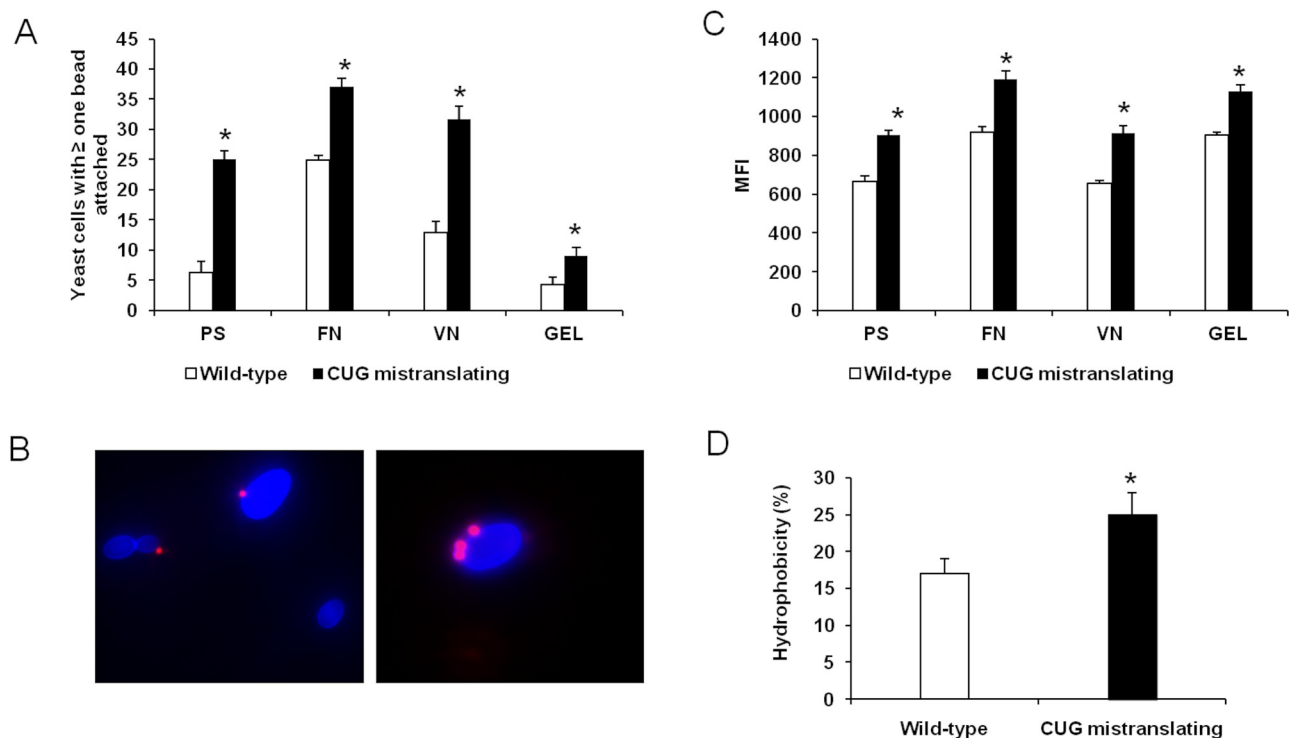 A
Yeast cells with ≥ one bead
attached
45
40
35
30
25
20
15
10
5
0
*
*
*
*
PS FN VN GEL
Wild-type CUG mistranslating
C
MFI
1400
1200
1000
800
600
400
200
0
*
*
*
*
PS FN VN GEL
Wild-type CUG mistranslating
B
D
Hydrophobicity (%)
30
25
20
15
10
5
0
*
Wild-type CUG mistranslating